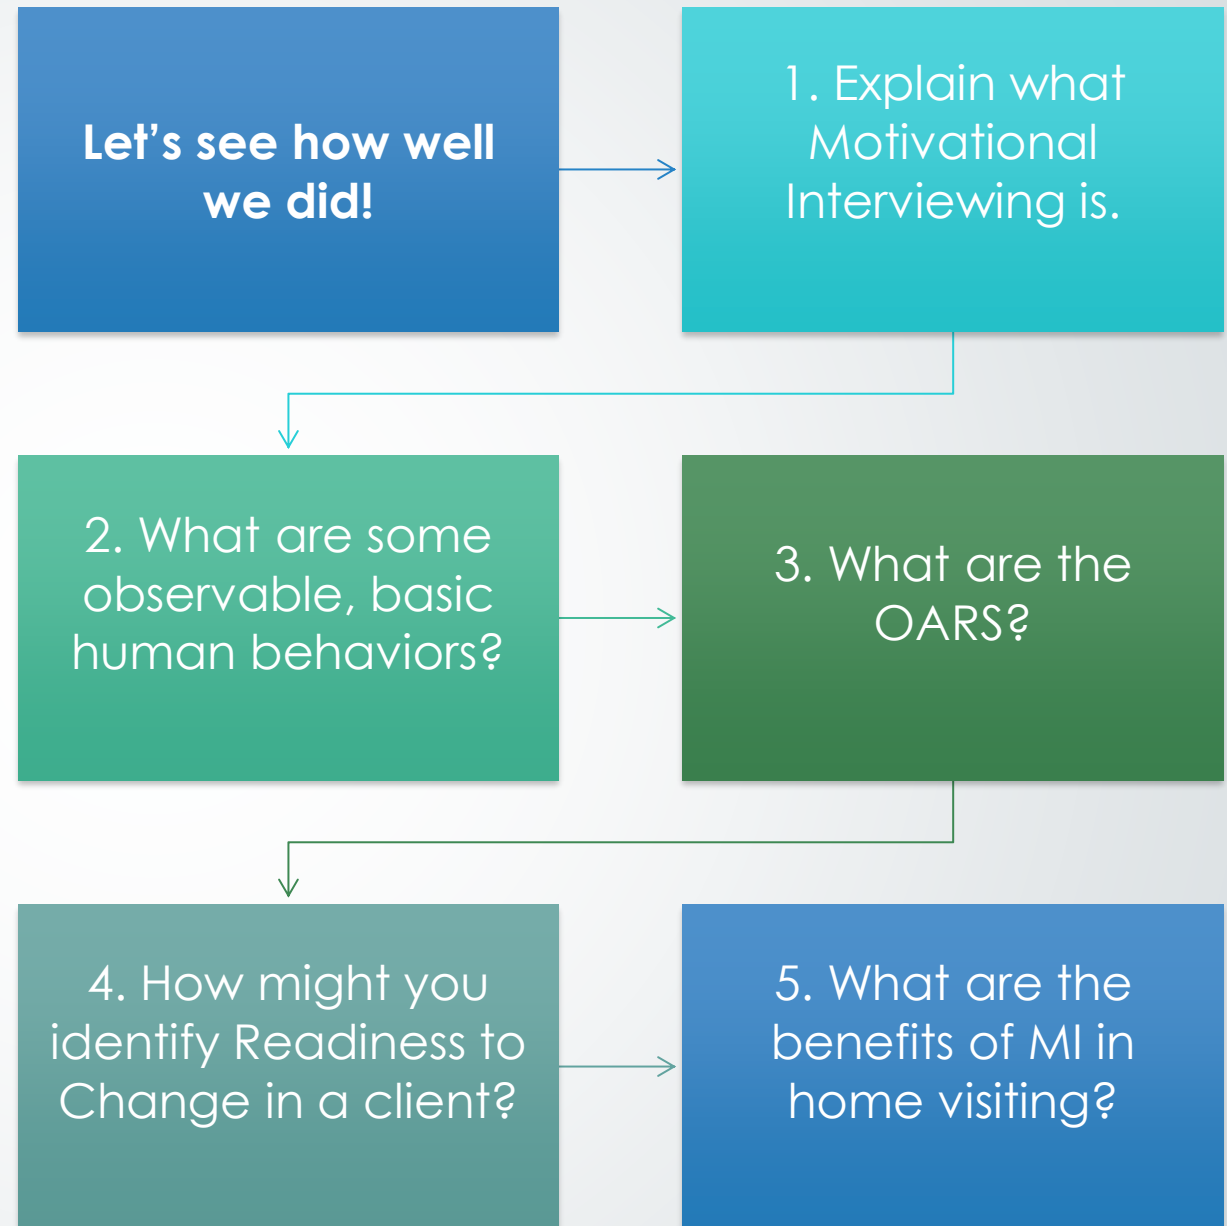 Let’s see how well
we did!
1. Explain what
Motivational
Interviewing is.
2. What are some
observable, basic
human behaviors?
3. What are the
OARS?
4. How might you
identify Readiness to
Change in a client?
5. What are the
benefits of MI in
home visiting?